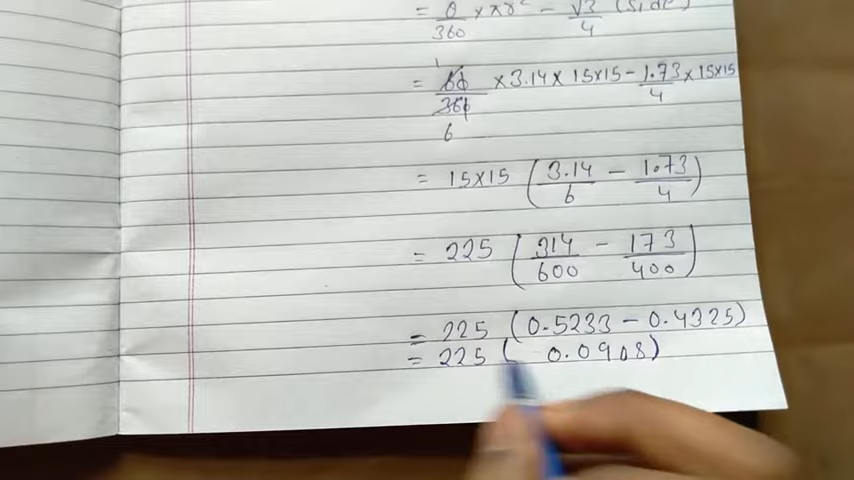 = θ/360 × πr² − √3/4 (side)
= 60/360 × 3.14 × 15×15 − 1.73/4 × 15×15
1
6
= 15×15 (3.14/6 − 1.73/4)
= 225 (314/600 − 173/400)
= 225 (0.5233 − 0.4325)
= 225 ( 0.0908)